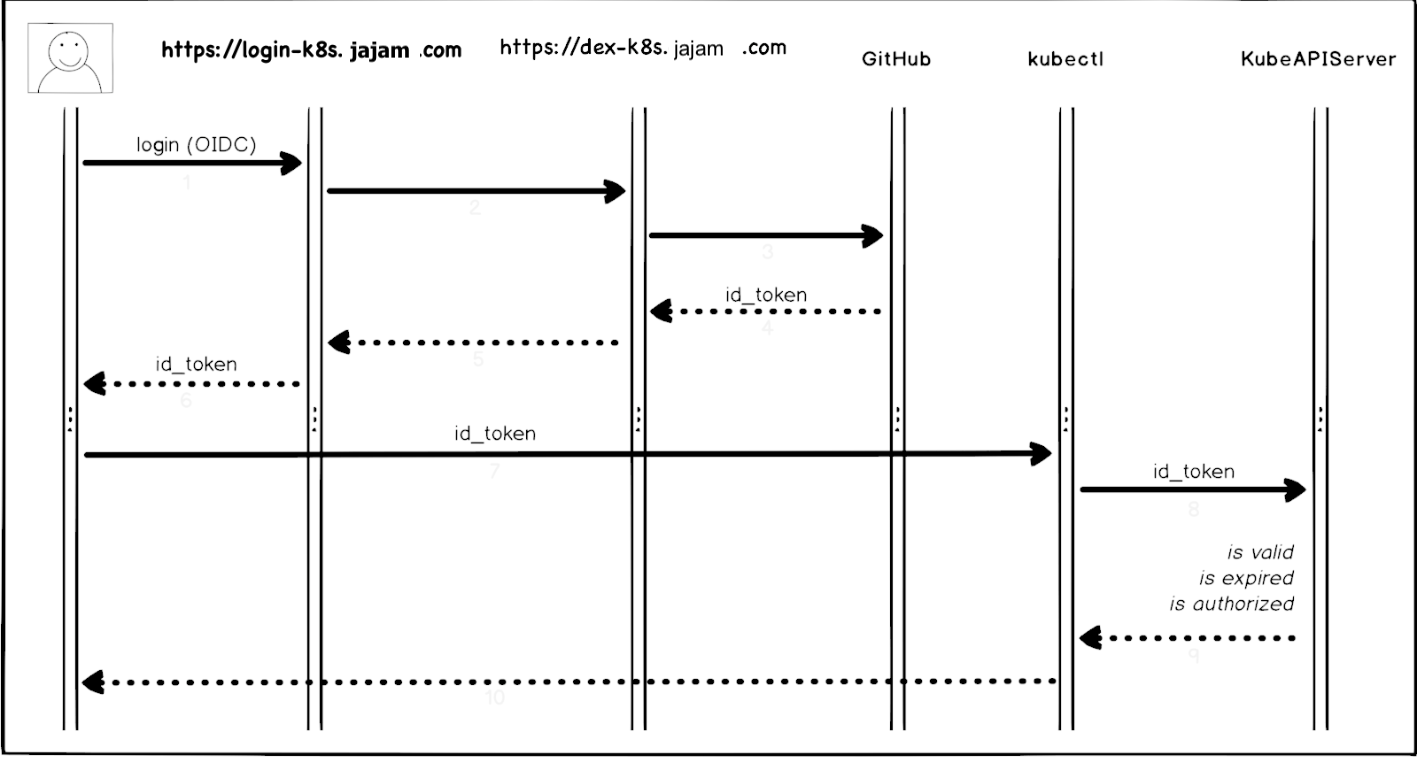 https://login-k8s. jajam .com
https://dex-k8s. jajam .com
GitHub
kubectl
KubeAPIServer
login (OIDC)
1
2
3
id_token
4
5
id_token
6
id_token
7
id_token
8
is valid
is expired
is authorized
9
10